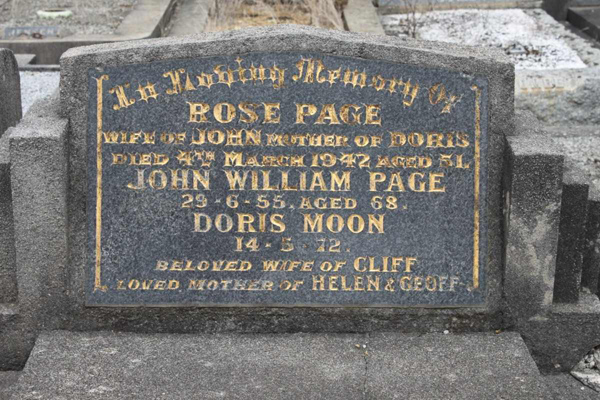 In Loving Memory Of
ROSE PAGE
WIFE OF JOHN MOTHER OF DORIS
DIED 4TH MARCH 1947 AGED 51.
JOHN WILLIAM PAGE
29-6-55. AGED 68.
DORIS MOON
14-5-72.
BELOVED WIFE OF CLIFF
LOVED MOTHER OF HELEN & GEOFF